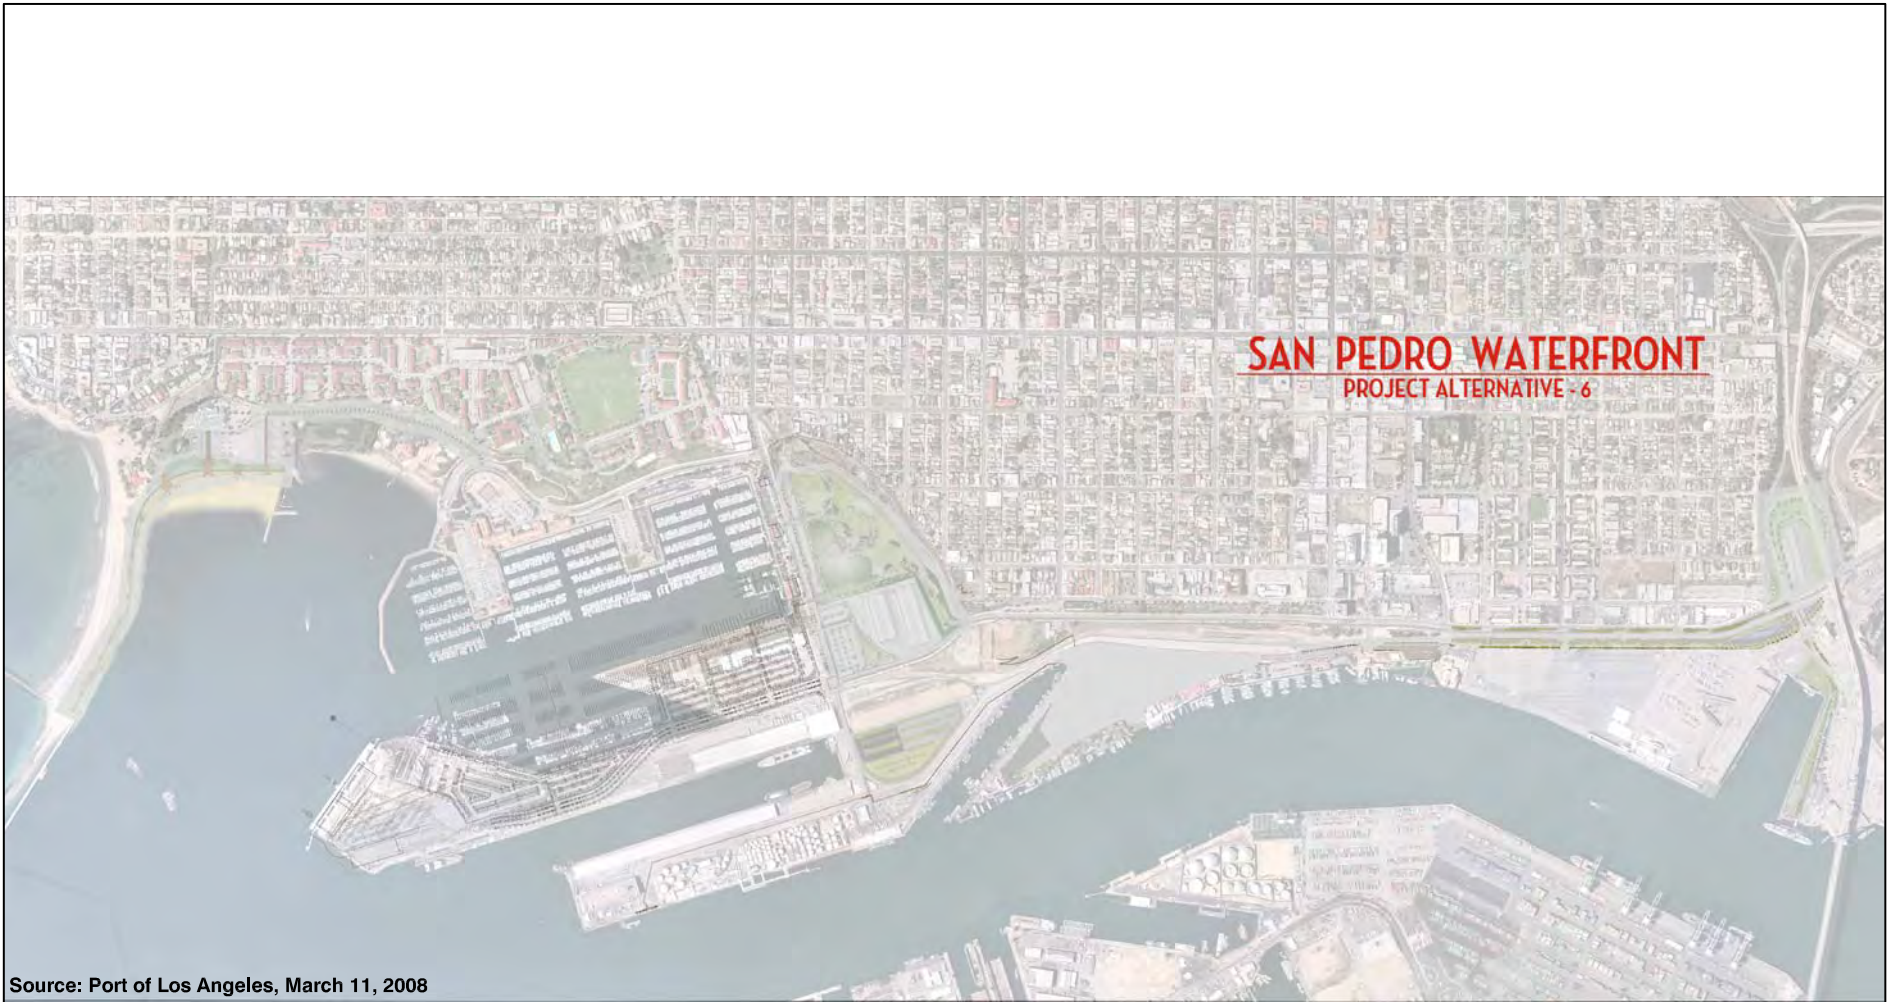 SAN PEDRO WATERFRONT
PROJECT ALTERNATIVE - 6
Source: Port of Los Angeles, March 11, 2008